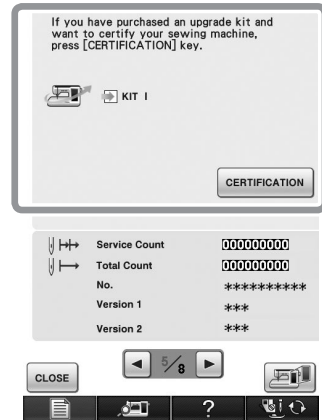 If you have purchased an upgrade kit and
want to certify your sewing machine,
press [CERTIFICATION] key.
KIT I
CERTIFICATION
Service Count 000000000
Total Count 000000000
No. **********
Version 1 ***
Version 2 ***
5/8
CLOSE
?